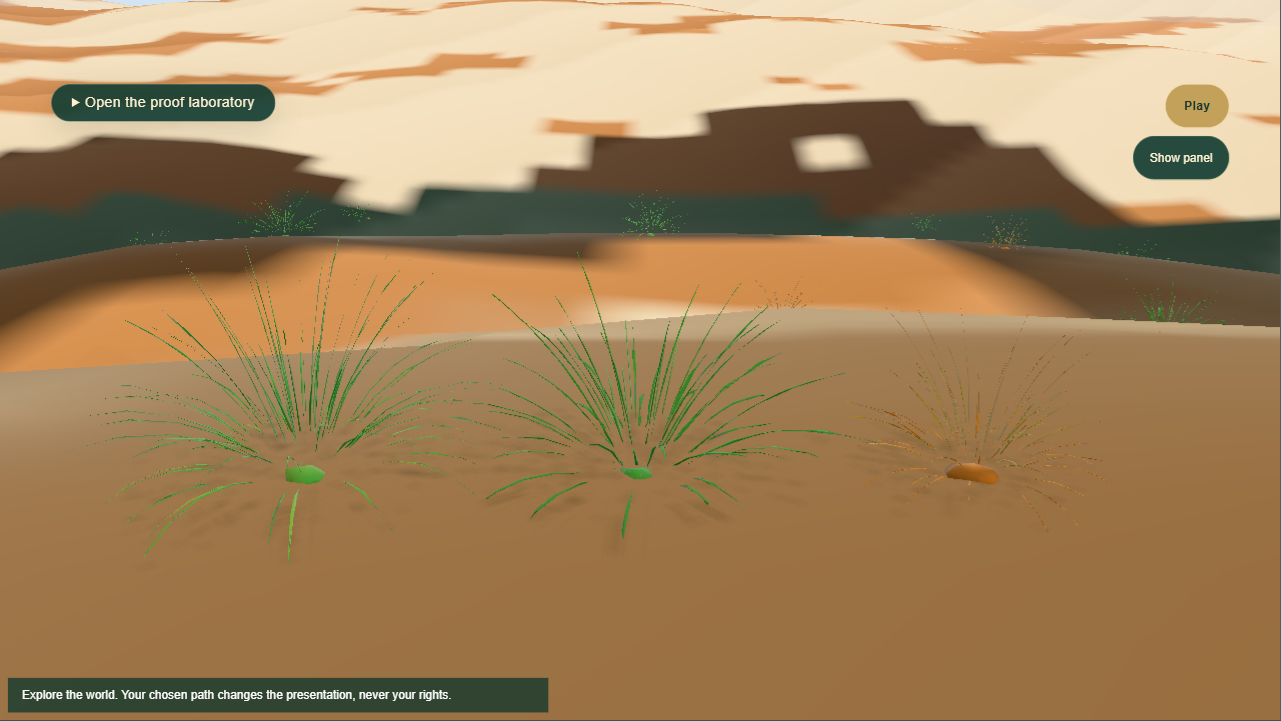 Open the proof laboratory
Play
Show panel
Explore the world. Your chosen path changes the presentation, never your rights.